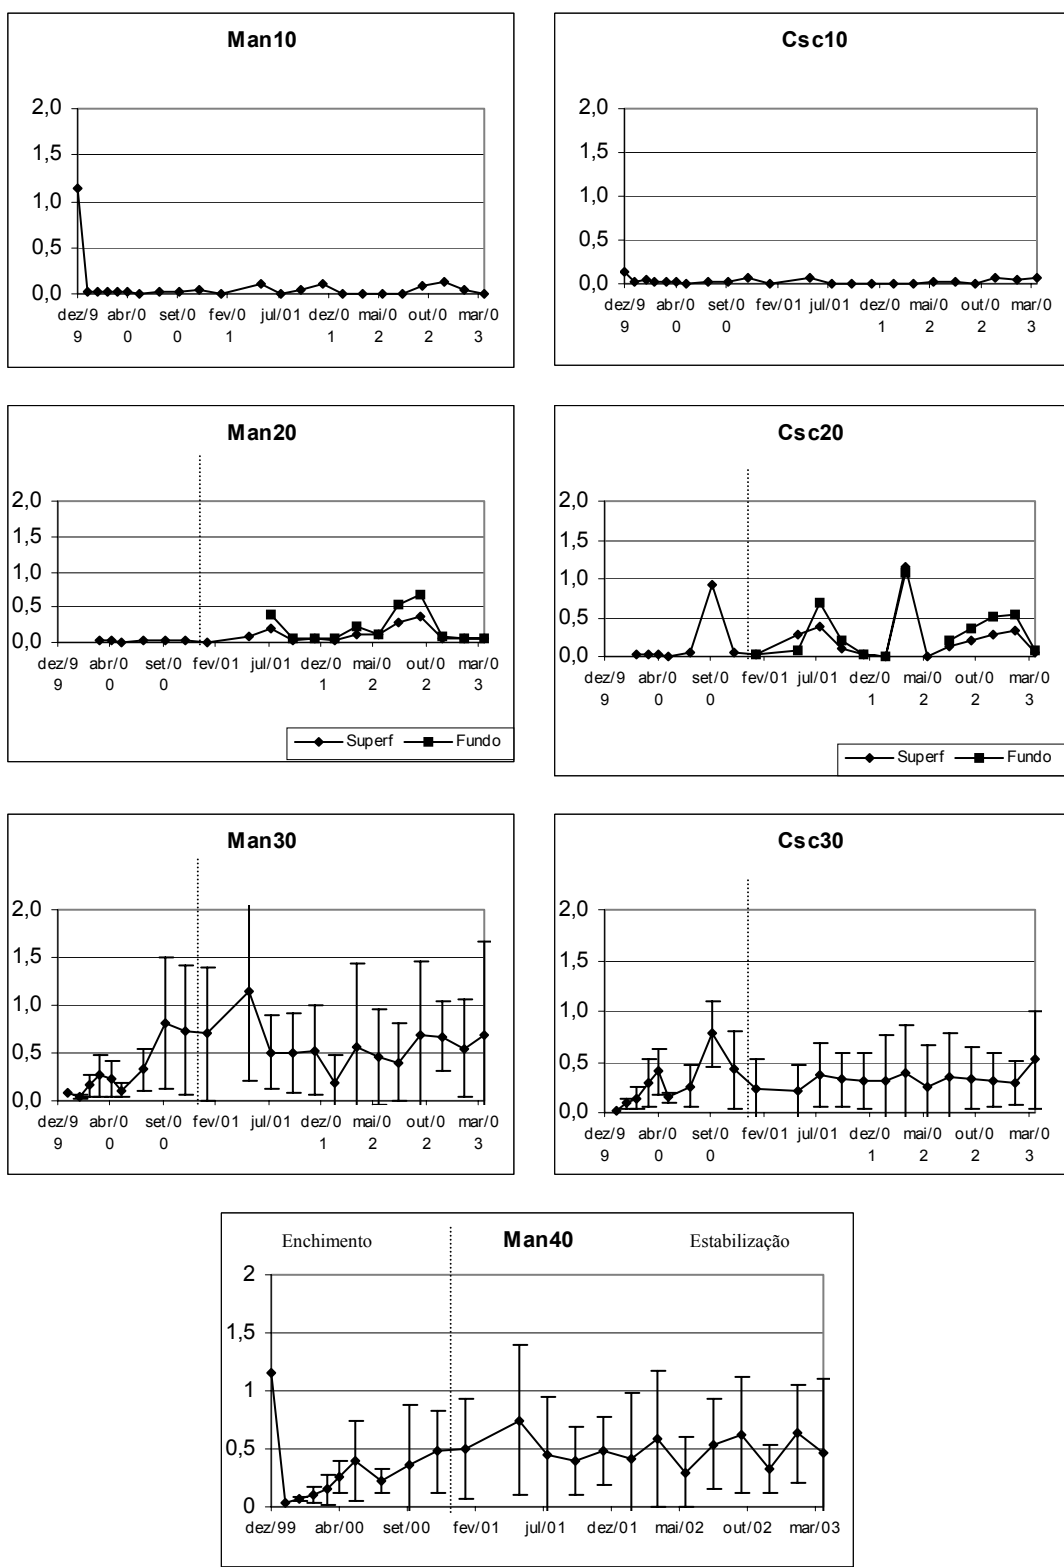 Man10
2,0
1,5
1,0
0,5
0,0
dez/9 abr/0 set/0 fev/0 jul/01 dez/0 mai/0 out/0 mar/0
9 0 0 1 1 2 2 3
Csc10
2,0
1,5
1,0
0,5
0,0
dez/9 abr/0 set/0 fev/01 jul/01 dez/0 mai/0 out/0 mar/0
9 0 0 1 2 2 3
Man20
2,0
1,5
1,0
0,5
0,0
dez/9 abr/0 set/0 fev/01 jul/01 dez/0 mai/0 out/0 mar/0
9 0 0 1 2 2 3
Superf Fundo
Csc20
2,0
1,5
1,0
0,5
0,0
dez/9 abr/0 set/0 fev/01 jul/01 dez/0 mai/0 out/0 mar/0
9 0 0 1 2 2 3
Superf Fundo
Man30
2,0
1,5
1,0
0,5
0,0
dez/9 abr/0 set/0 fev/01 jul/01 dez/0 mai/0 out/0 mar/0
9 0 0 1 2 2 3
Csc30
2,0
1,5
1,0
0,5
0,0
dez/9 abr/0 set/0 fev/01 jul/01 dez/0 mai/0 out/0 mar/0
9 0 0 1 2 2 3
Enchimento Man40 Estabilização
2
1,5
1
0,5
0
dez/99 abr/00 set/00 fev/01 jul/01 dez/01 mai/02 out/02 mar/03